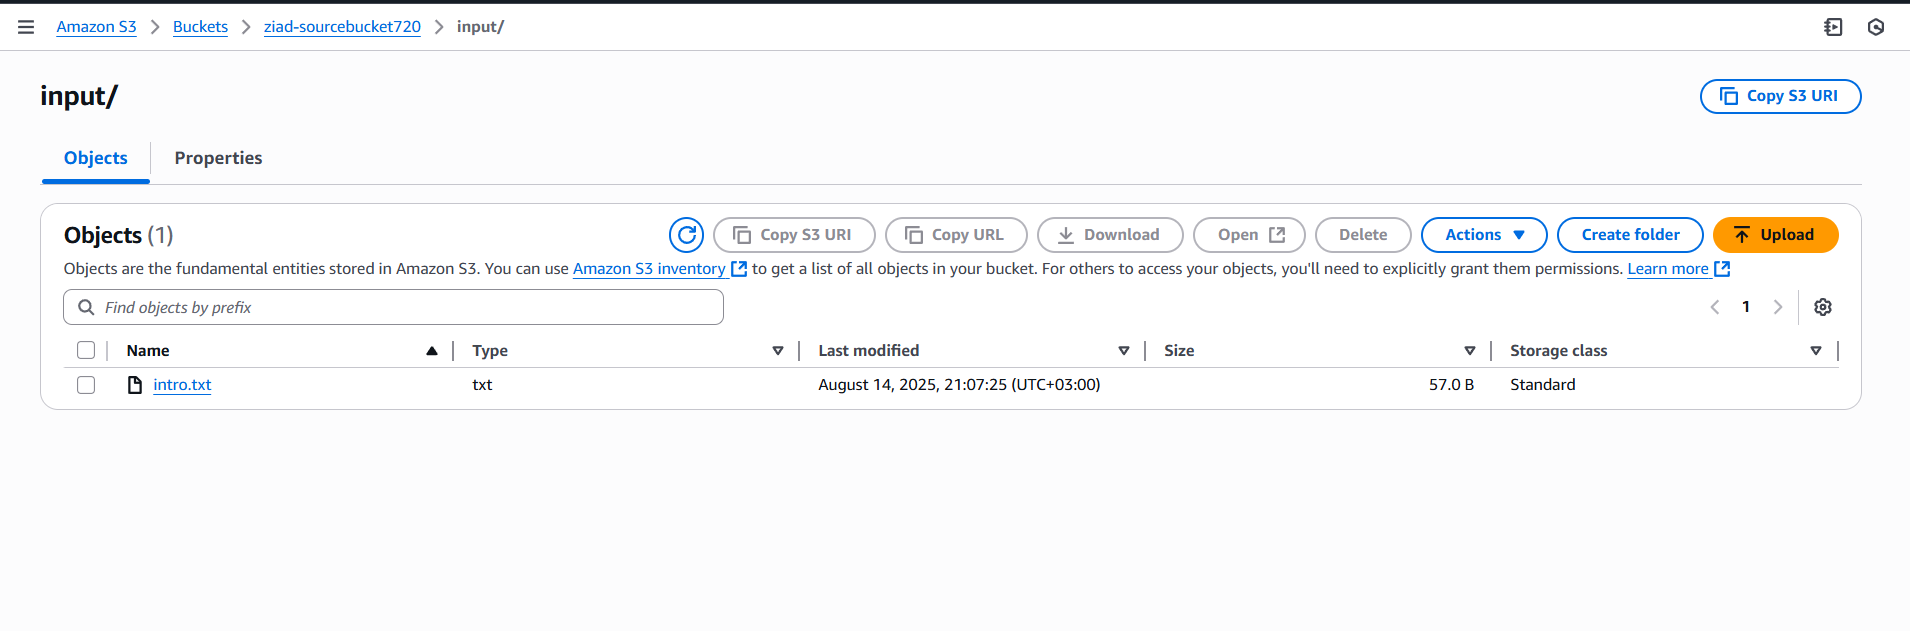 Amazon S3 > Buckets > ziad-sourcebucket720 > input/
input/
Copy S3 URI
Objects Properties
Objects (1)
Copy S3 URI Copy URL Download Open Delete Actions Create folder Upload
Objects are the fundamental entities stored in Amazon S3. You can use Amazon S3 inventory to get a list of all objects in your bucket. For others to access your objects, you'll need to explicitly grant them permissions. Learn more
Find objects by prefix
1
Name Type Last modified Size Storage class
intro.txt txt August 14, 2025, 21:07:25 (UTC+03:00) 57.0 B Standard